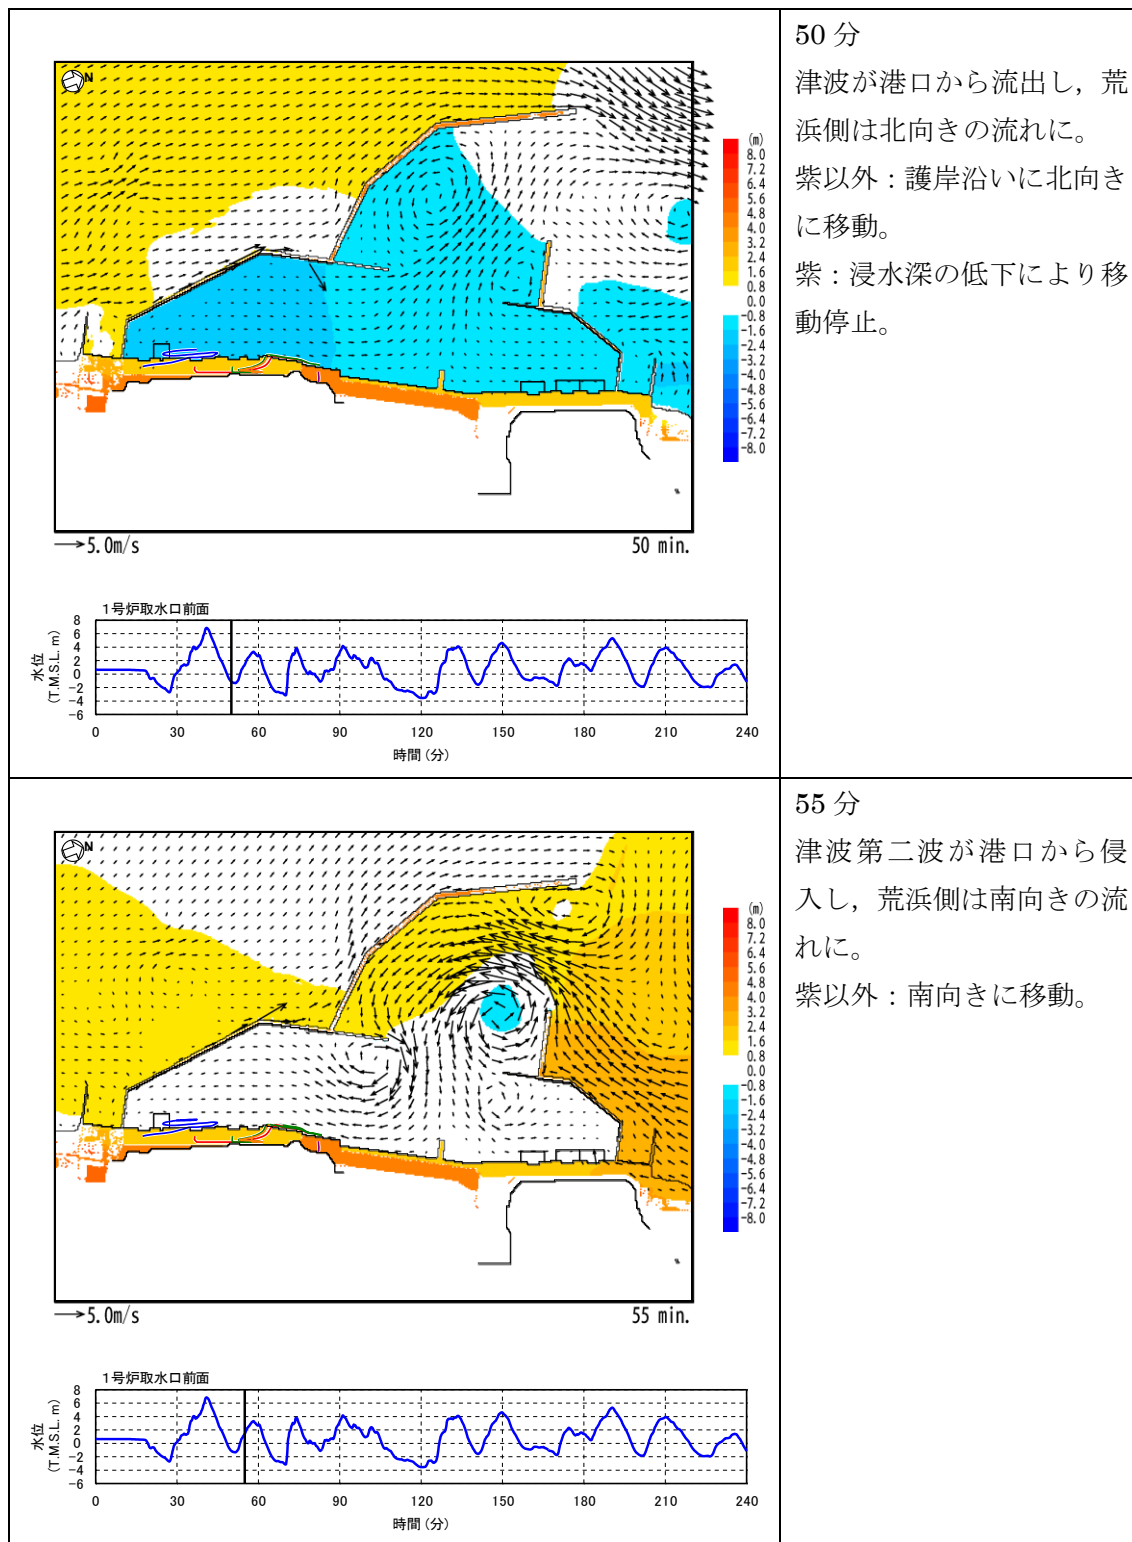 50 分
津波が港口から流出し，荒
浜側は北向きの流れに。
紫以外：護岸沿いに北向き
に移動。
紫：浸水深の低下により移
動停止。
N
(m)
8.0
7.2
6.4
5.6
4.8
4.0
3.2
2.4
1.6
0.8
0.0
-0.8
-1.6
-2.4
-3.2
-4.0
-4.8
-5.6
-6.4
-7.2
-8.0
5.0m/s
50 min.
1号炉取水口前面
水位
(T.M.S.L. m)
8
6
4
2
0
-2
-4
-6
0 30 60 90 120 150 180 210 240
時間(分)
55 分
津波第二波が港口から侵
入し，荒浜側は南向きの流
れに。
紫以外：南向きに移動。
N
(m)
8.0
7.2
6.4
5.6
4.8
4.0
3.2
2.4
1.6
0.8
0.0
-0.8
-1.6
-2.4
-3.2
-4.0
-4.8
-5.6
-6.4
-7.2
-8.0
5.0m/s
55 min.
1号炉取水口前面
水位
(T.M.S.L. m)
8
6
4
2
0
-2
-4
-6
0 30 60 90 120 150 180 210 240
時間(分)